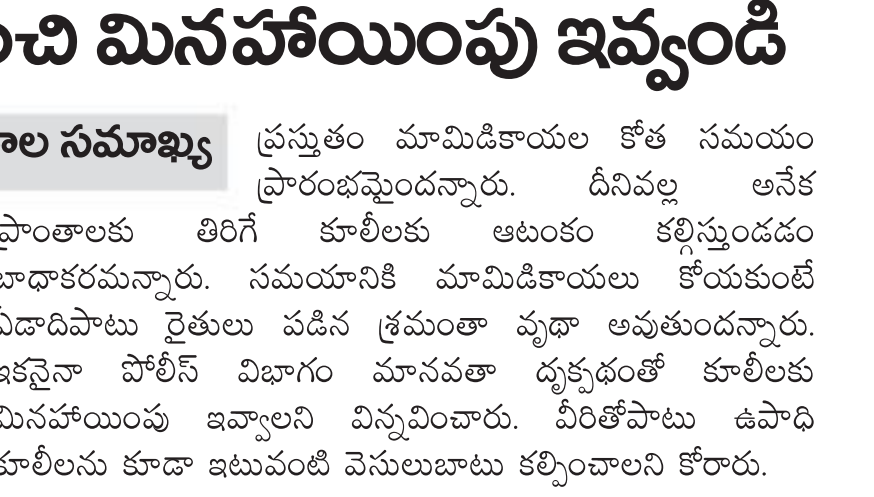 ంచి మినహాయింపు ఇవ్వండి
ాల సమాఖ్య
ప్రస్తుతం మామిడికాయల కోత సమయం
ప్రారంభమైందన్నారు. దీనివల్ల అనేక
ప్రాంతాలకు తిరిగే కూలీలకు ఆటంకం కల్గిస్తుండడం
బాధాకరమన్నారు. సమయానికి మామిడికాయలు కోయకుంటే
ఏడాదిపాటు రైతులు పడిన శ్రమంతా వృథా అవుతుందన్నారు.
ఇకనైనా పోలీస్ విభాగం మానవతా దృక్పథంతో కూలీలకు
మినహాయింపు ఇవ్వాలని విన్నవించారు. వీరితోపాటు ఉపాధి
కూలీలను కూడా ఇటువంటి వెసులుబాటు కల్పించాలని కోరారు.